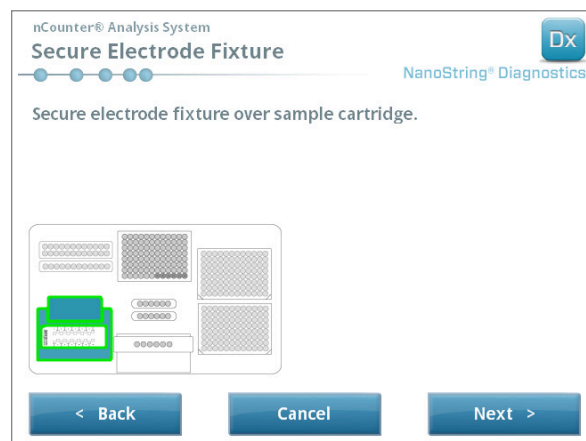 nCounter® Analysis System
Secure Electrode Fixture
Dx
NanoString® Diagnostics
Secure electrode fixture over sample cartridge.
< Back
Cancel
Next >